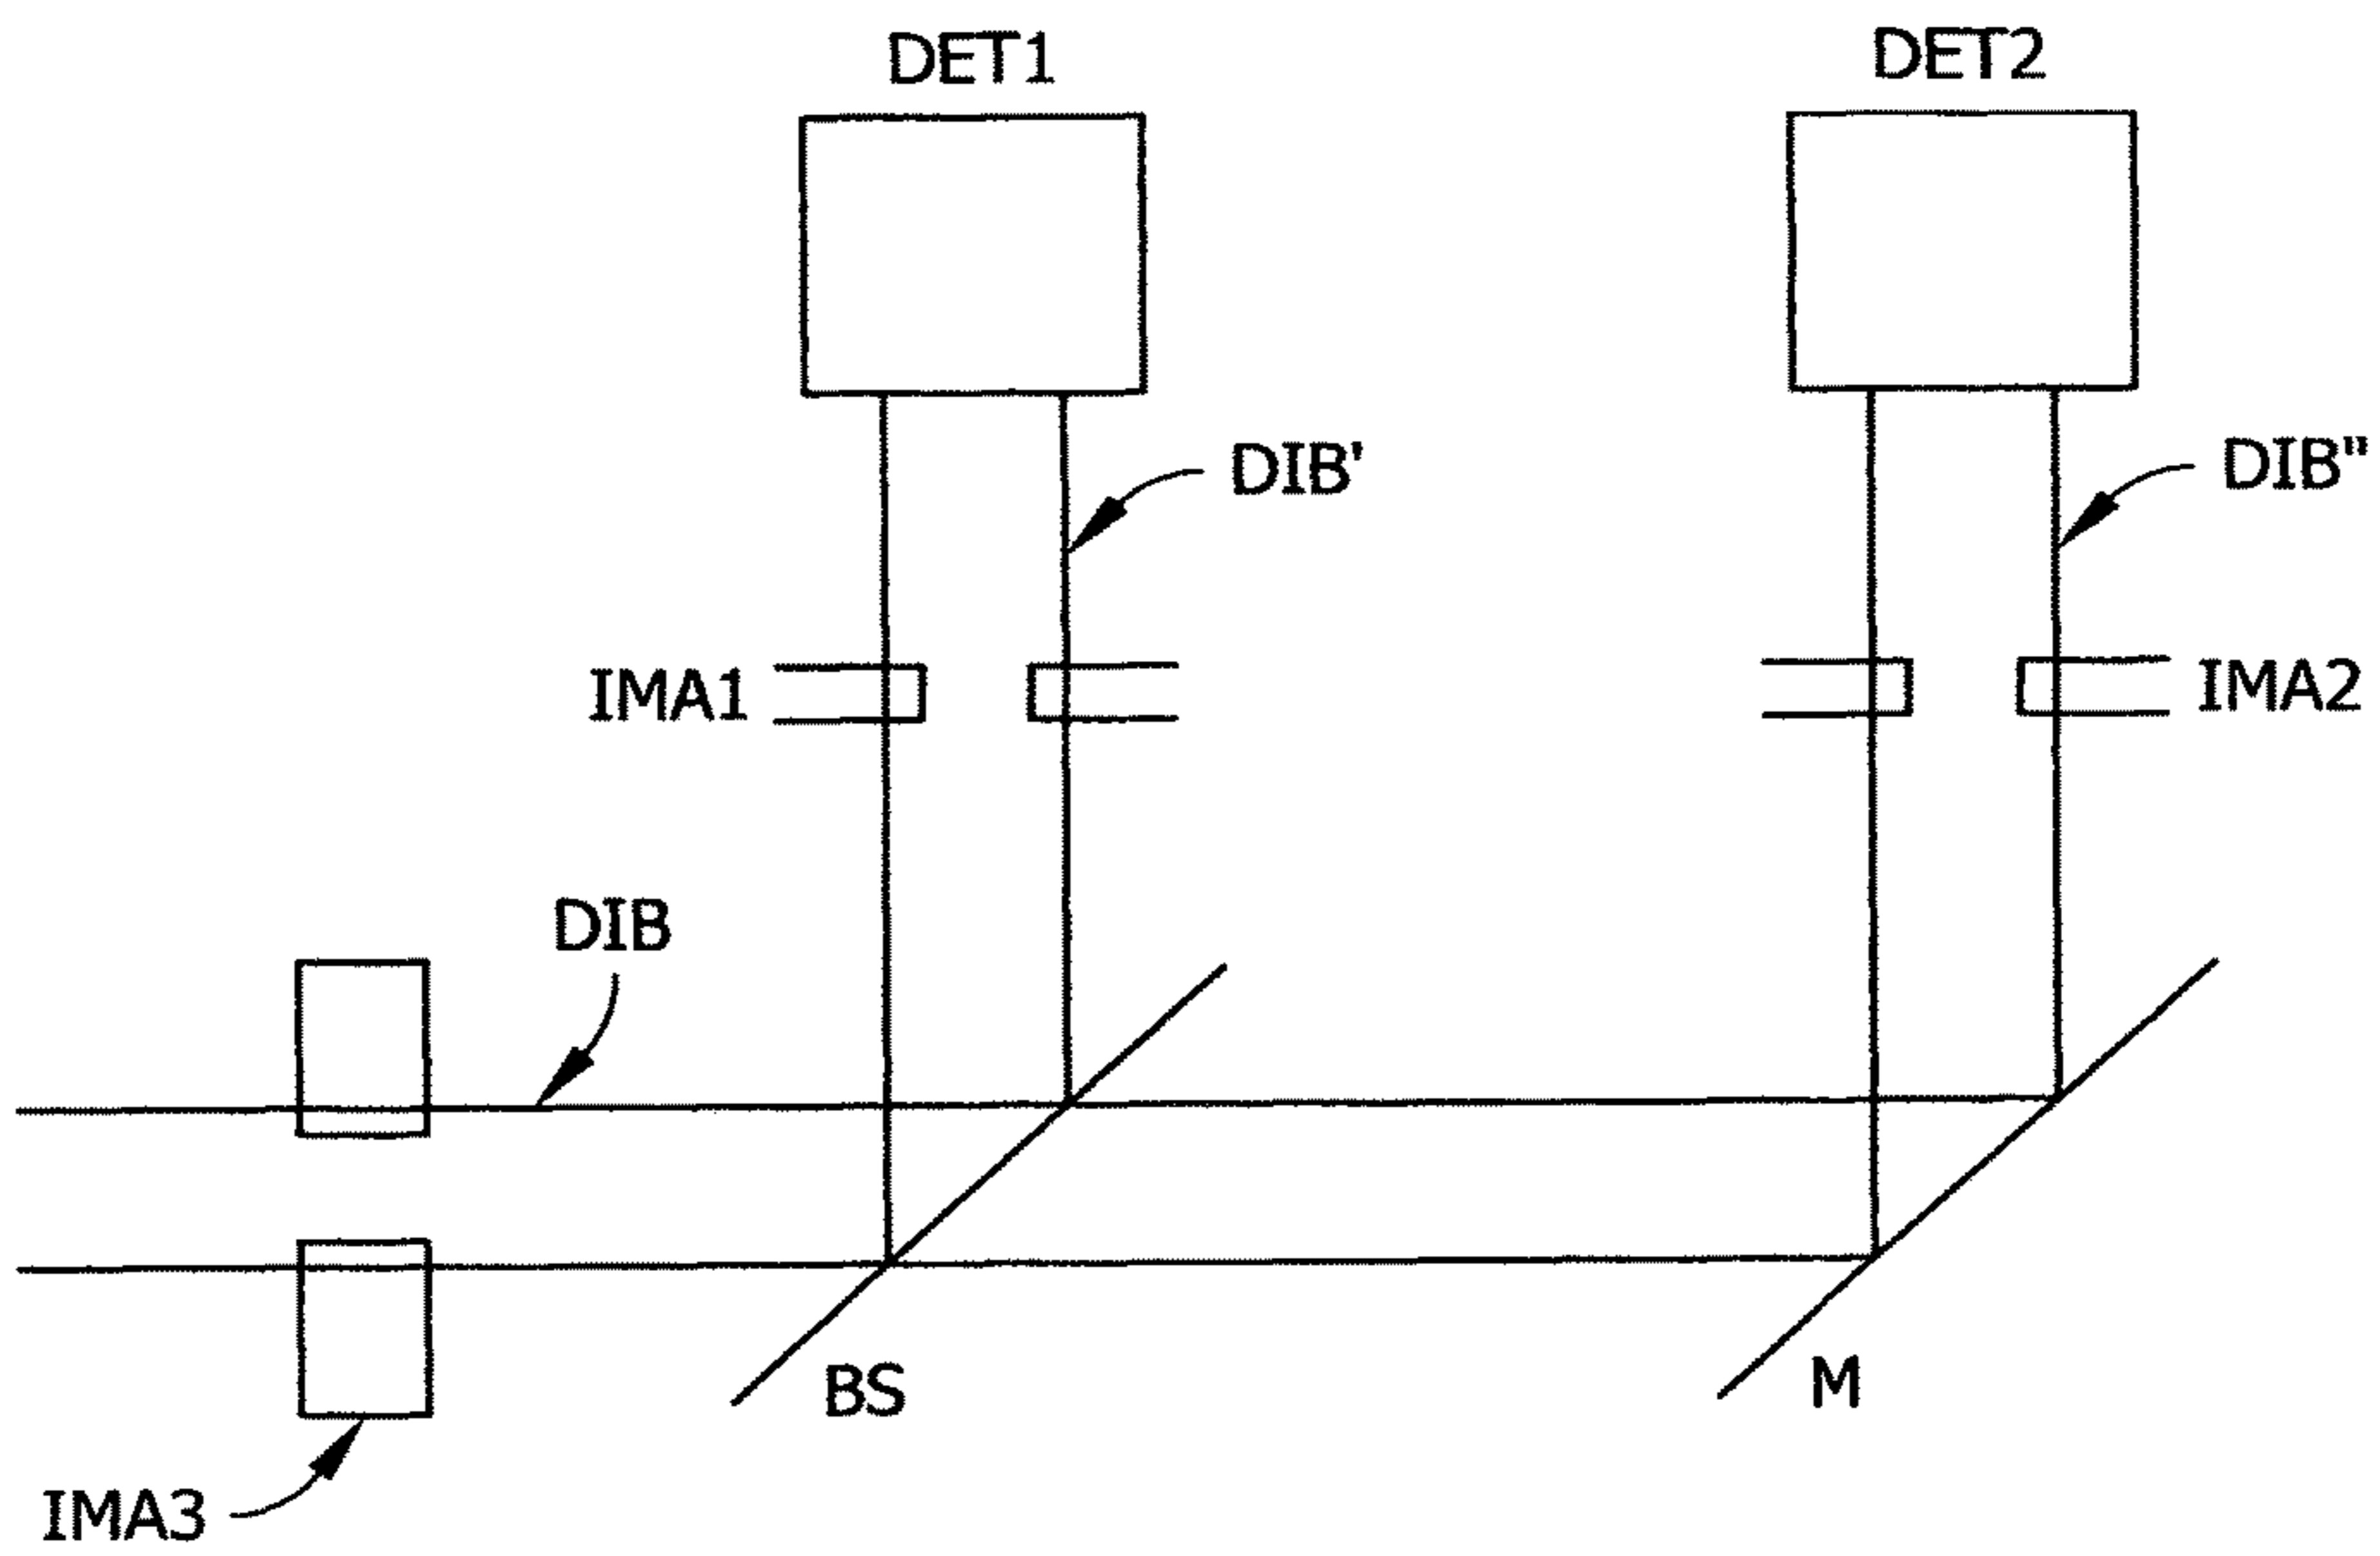 DET1
DET2
DIB'
DIB"
IMA1
IMA2
DIB
BS
M
IMA3